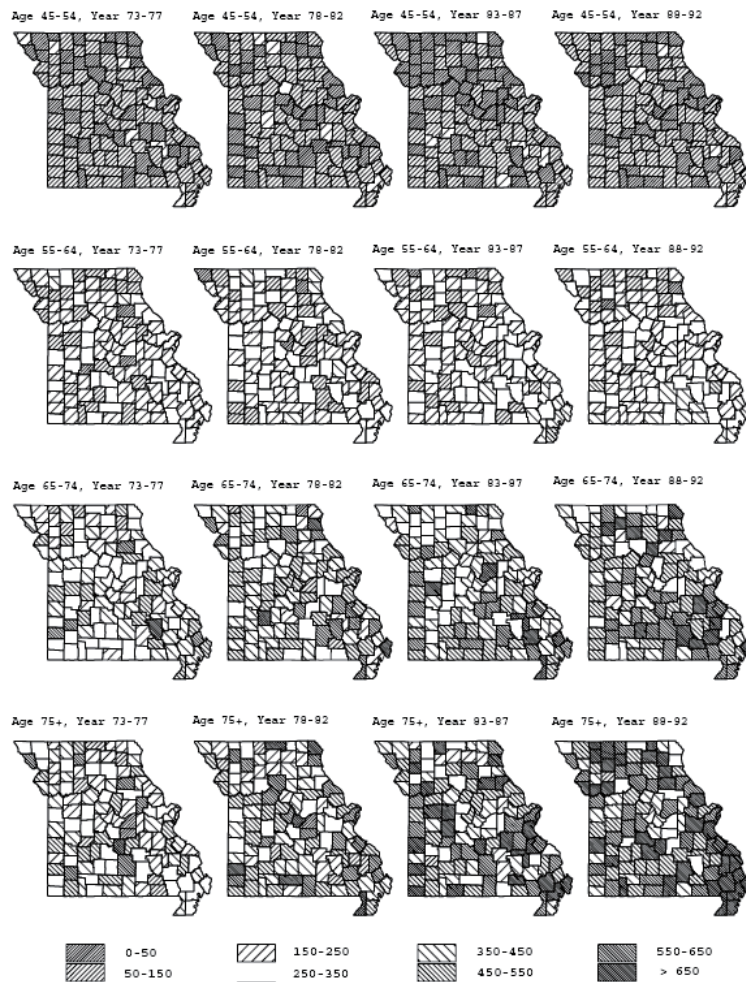 Age 45-54, Year 73-77 Age 45-54, Year 78-82 Age 45-54, Year 83-87 Age 45-54, Year 88-92
Age 55-64, Year 73-77 Age 55-64, Year 78-82 Age 55-64, Year 83-87 Age 55-64, Year 88-92
Age 65-74, Year 73-77 Age 65-74, Year 78-82 Age 65-74, Year 83-87 Age 65-74, Year 88-92
Age 75+, Year 73-77 Age 75+, Year 78-82 Age 75+, Year 83-87 Age 75+, Year 88-92
0-50 150-250 350-450 550-650
50-150 250-350 450-550 > 650